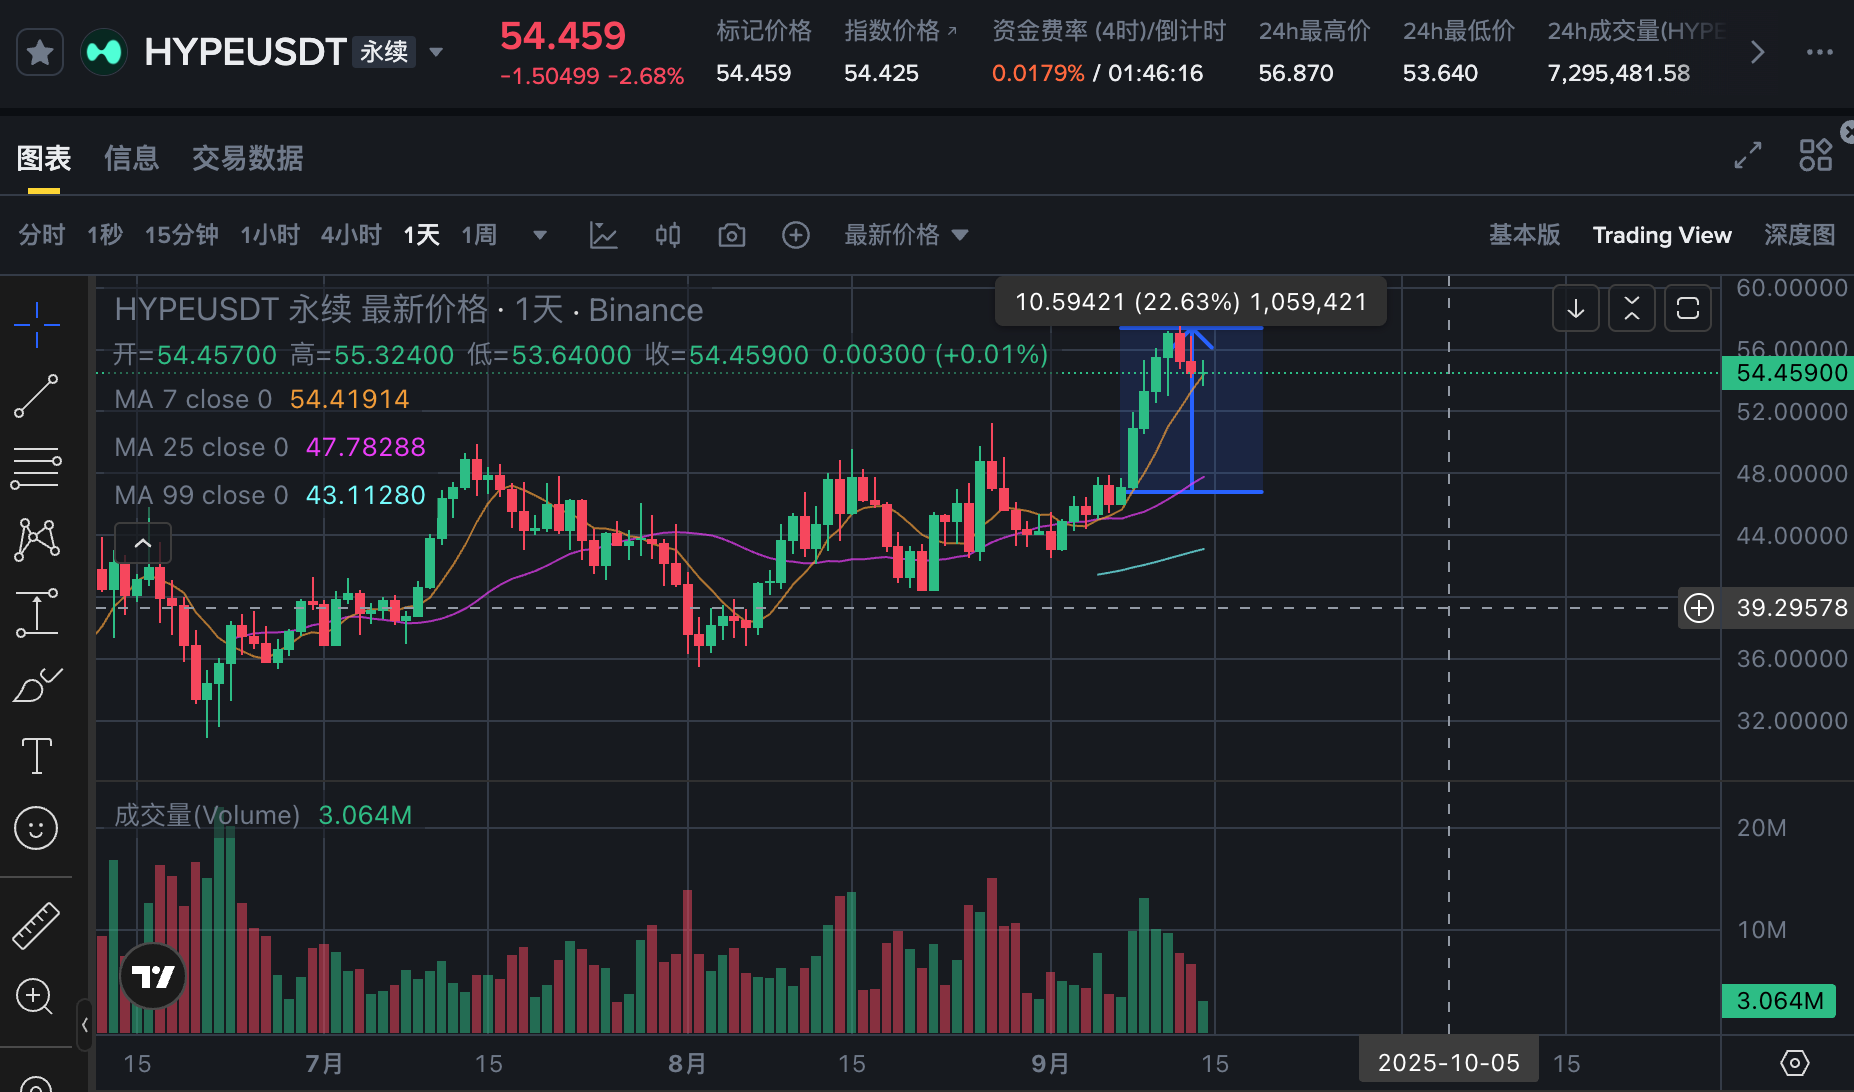 HYPEUSDT 永续
54.459
-1.50499 -2.68%
标记价格
54.459
指数价格
54.425
资金费率 (4时)/倒计时
0.0179% / 01:46:16
24h最高价
56.870
24h最低价
53.640
24h成交量(HYPE
7,295,481.58
图表 信息 交易数据
分时 1秒 15分钟 1小时 4小时 1天 1周 最新价格 基本版 Trading View 深度图
HYPEUSDT 永续 最新价格 · 1天 · Binance
10.59421 (22.63%) 1,059,421
开=54.45700 高=55.32400 低=53.64000 收=54.45900 0.00300 (+0.01%)
MA 7 close 0 54.41914
MA 25 close 0 47.78288
MA 99 close 0 43.11280
60.00000
56.00000
54.45900
52.00000
48.00000
44.00000
39.29578
36.00000
32.00000
成交量(Volume) 3.064M
20M
10M
3.064M
15 7月 15 8月 15 9月 15 2025-10-05 15